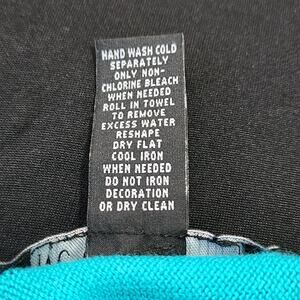 HAND WASH COLD
SEPARATELY
ONLY NON-
CHLORINE BLEACH
WHEN NEEDED
ROLL IN TOWEL
TO REMOVE
EXCESS WATER
RESHAPE
DRY FLAT
COOL IRON
WHEN NEEDED
DO NOT IRON
DECORATION
OR DRY CLEAN